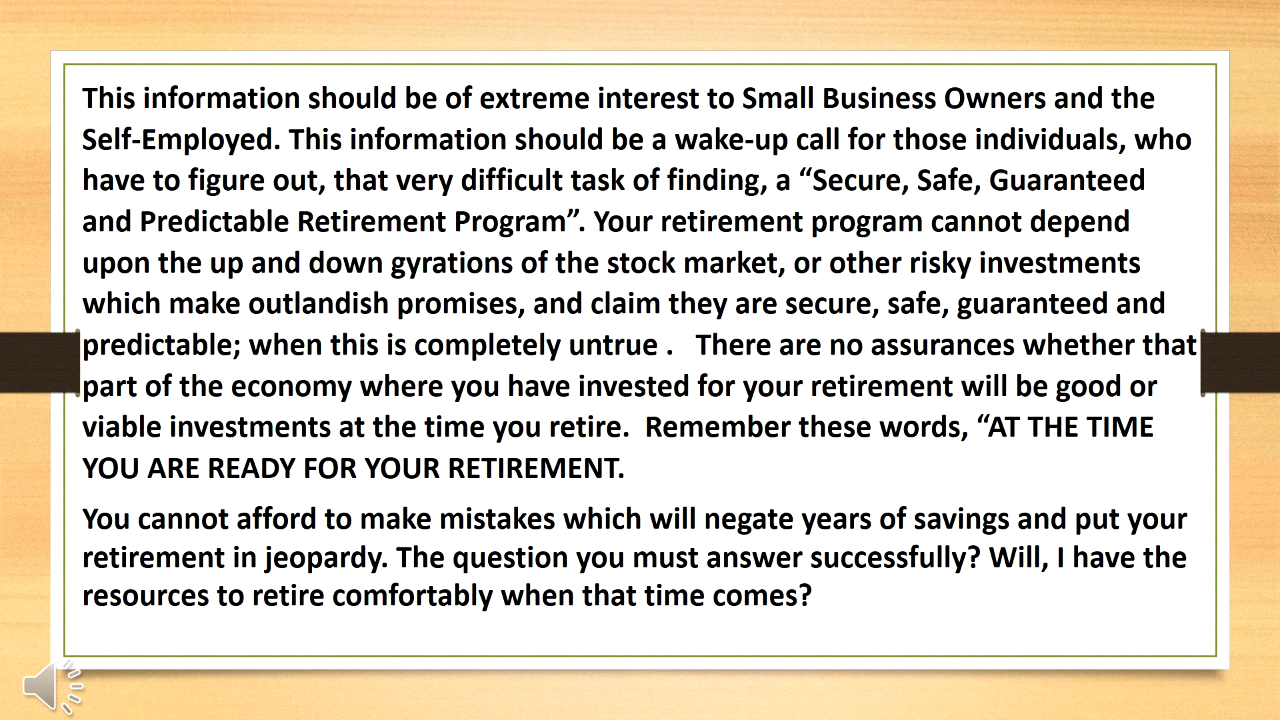 This information should be of extreme interest to Small Business Owners and the
Self-Employed. This information should be a wake-up call for those individuals, who
have to figure out, that very difficult task of finding, a “Secure, Safe, Guaranteed
and Predictable Retirement Program”. Your retirement program cannot depend
upon the up and down gyrations of the stock market, or other risky investments
which make outlandish promises, and claim they are secure, safe, guaranteed and
predictable; when this is completely untrue .   There are no assurances whether that
part of the economy where you have invested for your retirement will be good or
viable investments at the time you retire.  Remember these words, “AT THE TIME
YOU ARE READY FOR YOUR RETIREMENT.
You cannot afford to make mistakes which will negate years of savings and put your
retirement in jeopardy. The question you must answer successfully? Will, I have the
resources to retire comfortably when that time comes?